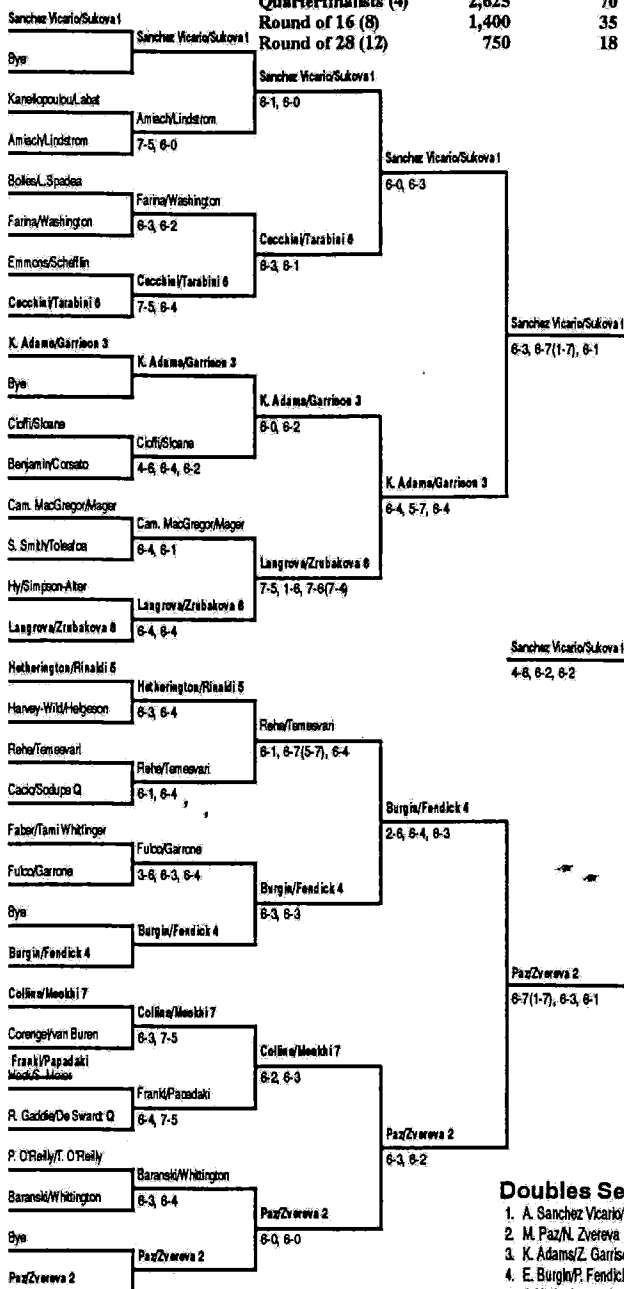 Quarterfinalists (4) 2,625 70
Round of 16 (8) 1,400 35
Round of 28 (12) 750 18
Sanchez Vicario/Sukova 1
Bye
Kanellopoulou/Labat
Amiach/Lindstrom
Bolles/L. Spadea
Farina/Washington
Emmons/Schefflin
Cecchini/Tarabini 6
K. Adams/Garrison 3
Bye
Cioffi/Sloane
Benjamin/Corsato
Cam. MacGregor/Mager
S. Smith/Toleafoa
Hy/Simpson-Alter
Langrova/Zrubakova 8
Hetherington/Rinaldi 5
Harvey-Wild/Helgeson
Rehe/Temesvari
Cacic/Sodupe Q
Faber/Tami Whitlinger
Fulco/Garrone
Bye
Burgin/Fendick 4
Collins/Meskhi 7
Corengel/van Buren
Frankl/Papadaki
R. Gaddie/De Swardt Q
P. O'Reilly/T. O'Reilly
Baranski/Whittington
Bye
Paz/Zvereva 2
Sanchez Vicario/Sukova 1
Amiach/Lindstrom
7-5, 6-0
Farina/Washington
6-3, 6-2
Cecchini/Tarabini 6
7-5, 6-4
K. Adams/Garrison 3
Cioffi/Sloane
4-6, 6-4, 6-2
Cam. MacGregor/Mager
6-4, 6-1
Langrova/Zrubakova 8
6-4, 6-4
Hetherington/Rinaldi 5
6-3, 6-4
Rehe/Temesvari
6-1, 6-4
Fulco/Garrone
3-6, 6-3, 6-4
Burgin/Fendick 4
Collins/Meskhi 7
6-3, 7-5
Frankl/Papadaki
6-4, 7-5
Baranski/Whittington
6-3, 6-4
Paz/Zvereva 2
Sanchez Vicario/Sukova 1
6-1, 6-0
Cecchini/Tarabini 6
6-3, 6-1
K. Adams/Garrison 3
6-0, 6-2
Langrova/Zrubakova 8
7-5, 1-6, 7-6(7-4)
Rehe/Temesvari
6-1, 6-7(5-7), 6-4
Burgin/Fendick 4
6-3, 6-3
Collins/Meskhi 7
6-2, 6-3
Paz/Zvereva 2
6-0, 6-0
Sanchez Vicario/Sukova 1
6-0, 6-3
K. Adams/Garrison 3
6-4, 5-7, 6-4
Burgin/Fendick 4
2-6, 6-4, 6-3
Paz/Zvereva 2
6-3, 6-2
Sanchez Vicario/Sukova 1
6-3, 6-7(1-7), 6-1
Paz/Zvereva 2
6-7(1-7), 6-3, 6-1
Sanchez Vicario/Sukova 1
4-6, 6-2, 6-2
Doubles Se
1. A. Sanchez Vicario/
2. M. Paz/N. Zvereva
3. K. Adams/Z. Garris
4. E. Burgin/P. Fendick